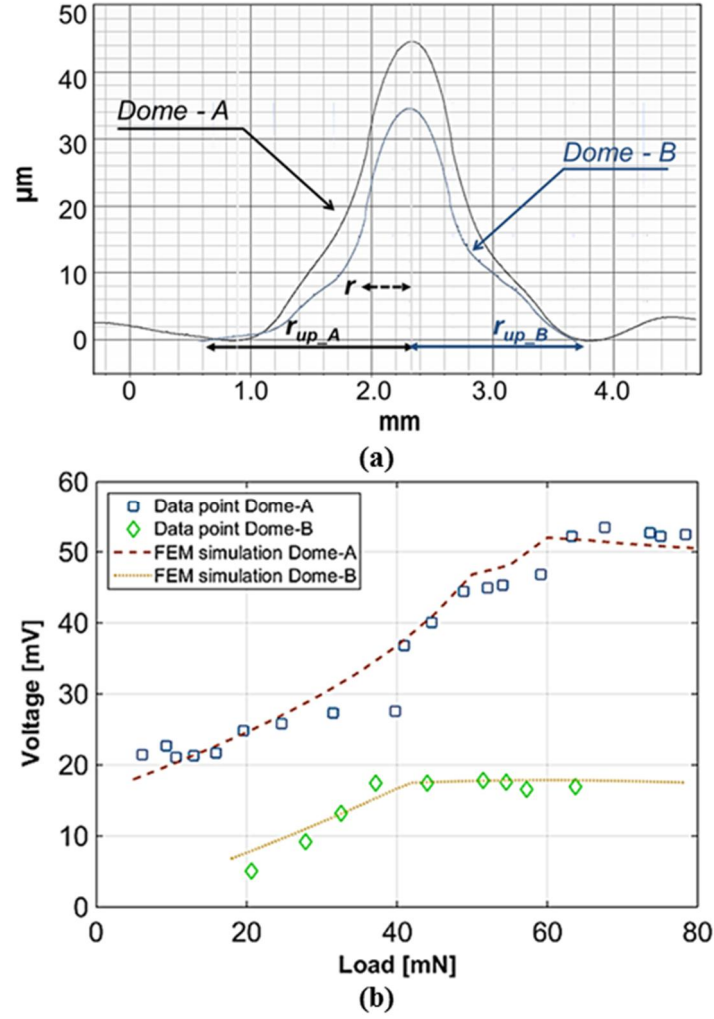 50
40
30
20
10
0
μm
Dome - A
Dome - B
r
r up_A
r up_B
0 1.0 2.0 3.0 4.0
mm
(a)
60
50
40
30
20
10
0
Voltage [mV]
Data point Dome-A
Data point Dome-B
FEM simulation Dome-A
FEM simulation Dome-B
0 20 40 60 80
Load [mN]
(b)